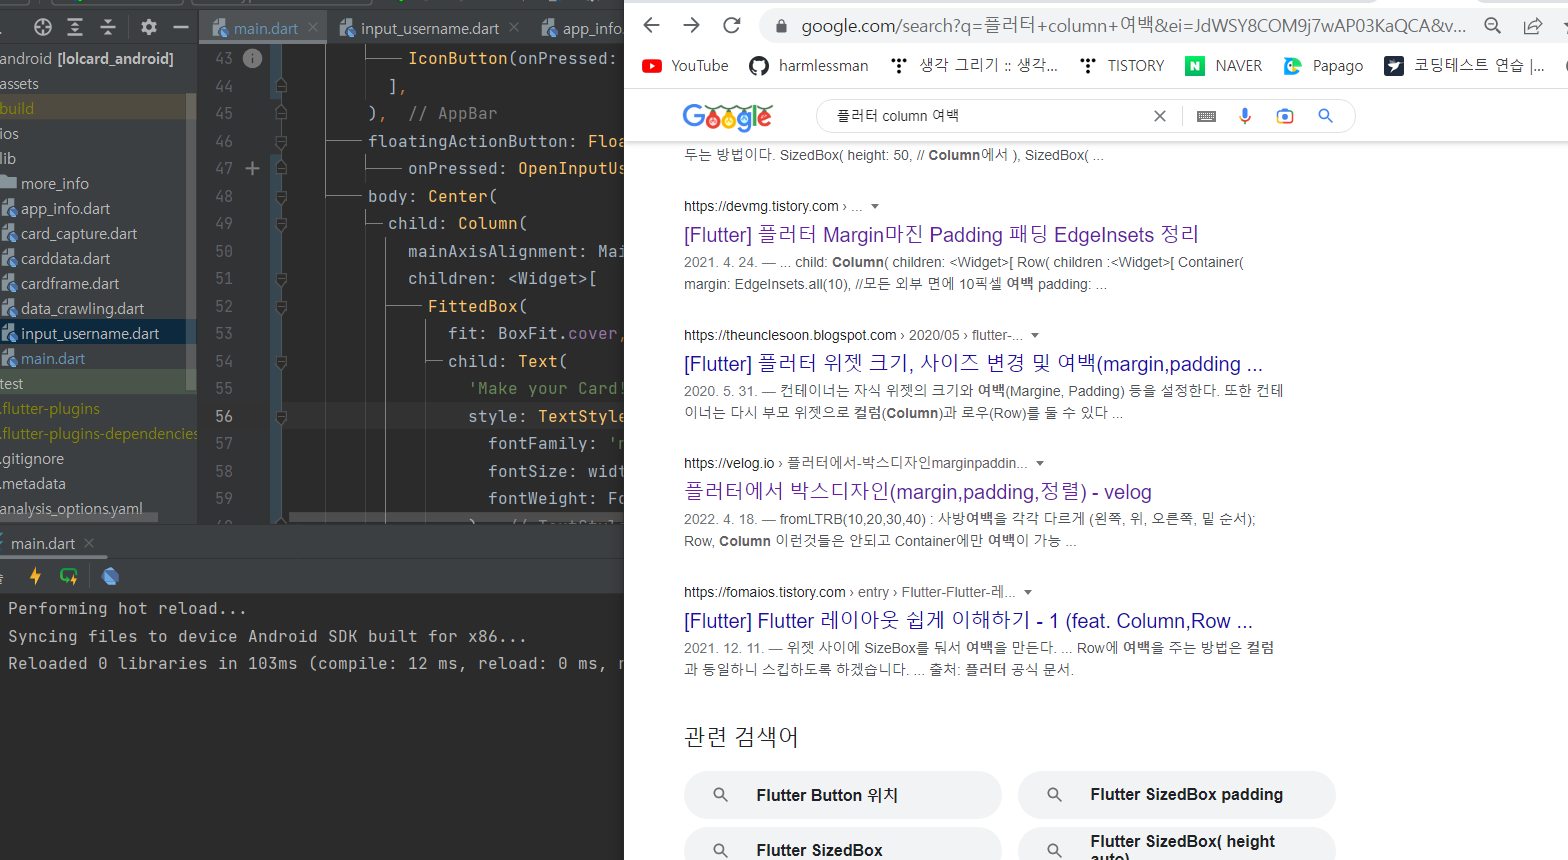 main.dart
input_username.dart
app_info.
android [lolcard_android]
assets
build
ios
lib
more_info
app_info.dart
card_capture.dart
carddata.dart
cardframe.dart
data_crawling.dart
input_username.dart
main.dart
test
.flutter-plugins
.flutter-plugins-dependencies
.gitignore
.metadata
analysis_options.yaml
43 IconButton(onPressed:
44 ],
45 ), // AppBar
46 floatingActionButton: Floa
47 onPressed: OpenInputUs
48 body: Center(
49 child: Column(
50 mainAxisAlignment: Mai
51 children: <Widget>[
52 FittedBox(
53 fit: BoxFit.cover,
54 child: Text(
55 'Make your Card!
56 style: TextStyle
57 fontFamily: 'n
58 fontSize: widt
59 fontWeight: Fo
main.dart
Performing hot reload...
Syncing files to device Android SDK built for x86...
Reloaded 0 libraries in 103ms (compile: 12 ms, reload: 0 ms, r
google.com/search?q=플러터+column+여백&ei=JdWSY8COM9j7wAP03KaQCA&v...
YouTube
harmlessman
생각 그리기 :: 생각...
TISTORY
NAVER
Papago
코딩테스트 연습 |...
Google
플러터 column 여백
두는 방법이다. SizedBox( height: 50, // Column에서 ), SizedBox( ...
https://devmg.tistory.com › ...
[Flutter] 플러터 Margin마진 Padding 패딩 EdgeInsets 정리
2021. 4. 24. — ... child: Column( children: <Widget>[ Row( children :<Widget>[ Container(
margin: EdgeInsets.all(10), //모든 외부 면에 10픽셀 여백 padding: ...
https://theunclesoon.blogspot.com › 2020/05 › flutter-...
[Flutter] 플러터 위젯 크기, 사이즈 변경 및 여백(margin,padding ...
2020. 5. 31. — 컨테이너는 자식 위젯의 크기와 여백(Margine, Padding) 등을 설정한다. 또한 컨테
이너는 다시 부모 위젯으로 컬럼(Column)과 로우(Row)를 둘 수 있다 ...
https://velog.io › 플러터에서-박스디자인marginpaddin...
플러터에서 박스디자인(margin,padding,정렬) - velog
2022. 4. 18. — fromLTRB(10,20,30,40) : 사방여백을 각각 다르게 (왼쪽, 위, 오른쪽, 밑 순서);
Row, Column 이런것들은 안되고 Container에만 여백이 가능 ...
https://fomaios.tistory.com › entry › Flutter-Flutter-레...
[Flutter] Flutter 레이아웃 쉽게 이해하기 - 1 (feat. Column,Row ...
2021. 12. 11. — 위젯 사이에 SizeBox를 둬서 여백을 만든다. ... Row에 여백을 주는 방법은 컬럼
과 동일하니 스킵하도록 하겠습니다. ... 출처: 플러터 공식 문서.
관련 검색어
Flutter Button 위치
Flutter SizedBox padding
Flutter SizedBox
Flutter SizedBox( height
auto)